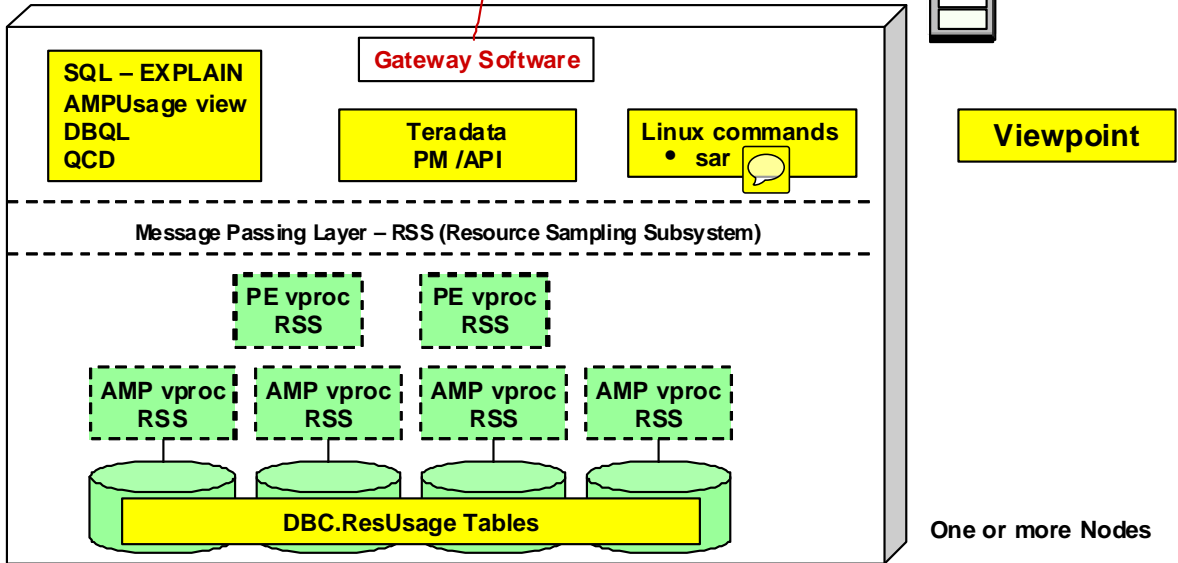 Gateway Software
SQL – EXPLAIN
AMPUsage view
DBQL
QCD
Teradata
PM /API
Linux commands
• sar
Viewpoint
Message Passing Layer – RSS (Resource Sampling Subsystem)
PE vproc
RSS
PE vproc
RSS
AMP vproc
RSS
AMP vproc
RSS
AMP vproc
RSS
AMP vproc
RSS
DBC.ResUsage Tables
One or more Nodes